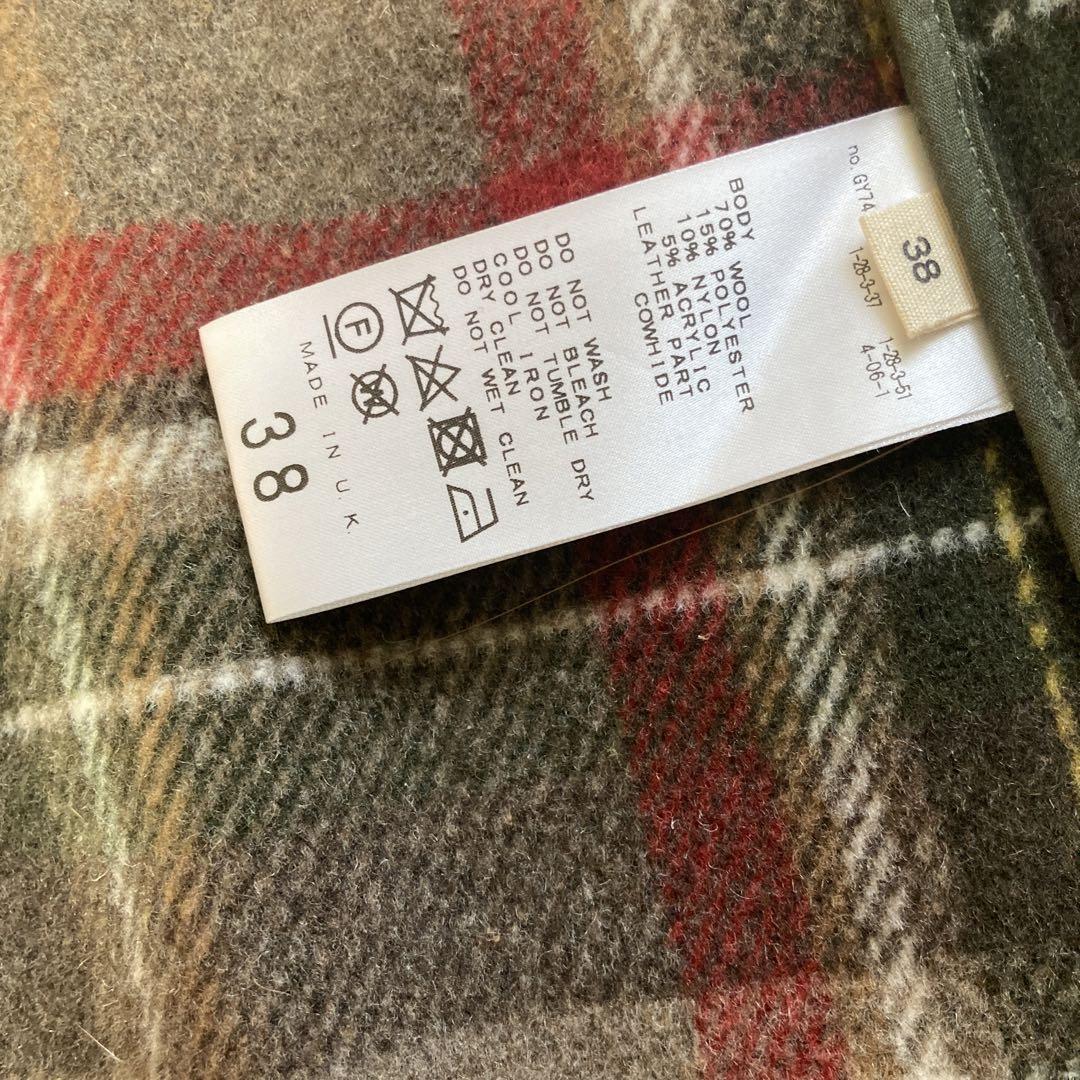 no. GY74
1-28-3-37
1-28-3-51
4-06-1
38
BODY
70% WOOL
15% POLYESTER
10% NYLON
5% ACRYLIC
LEATHER PART
COWHIDE
DO NOT WASH
DO NOT BLEACH
DO NOT TUMBLE DRY
COOL IRON
DRY CLEAN
DO NOT WET CLEAN
F
W
MADE IN U.K.
38